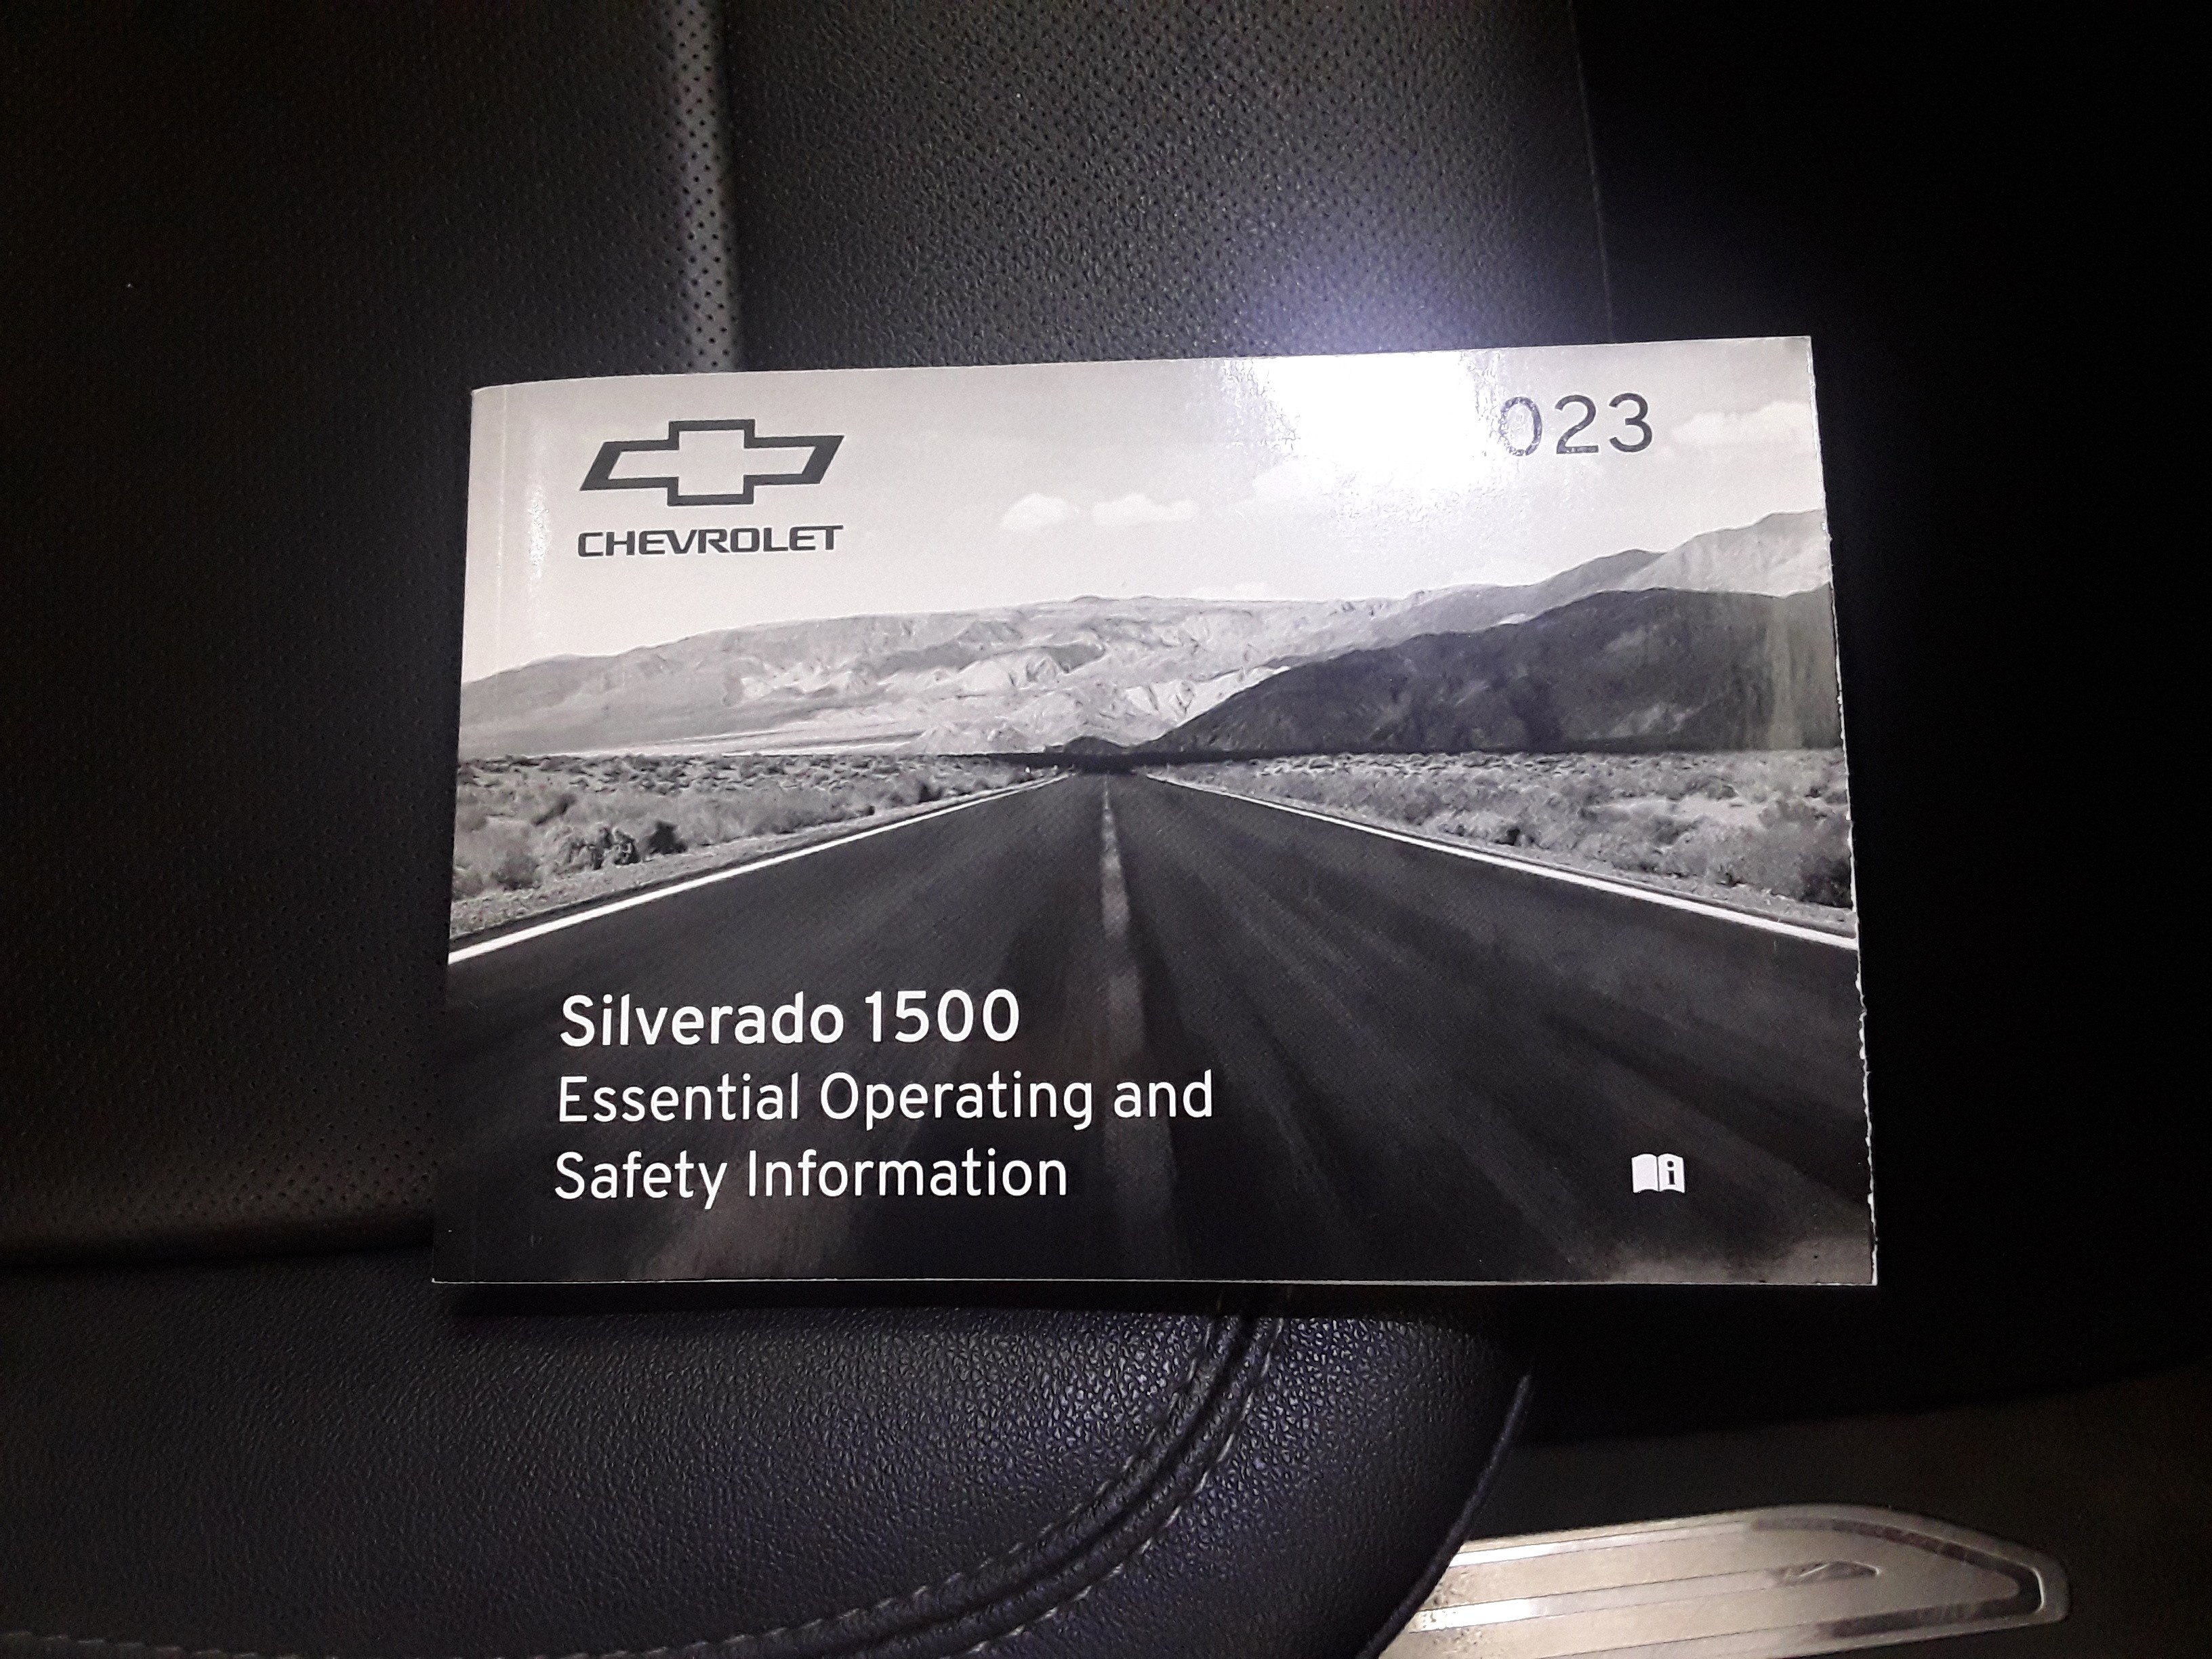 CHEVROLET
023
Silverado 1500
Essential Operating and
Safety Information